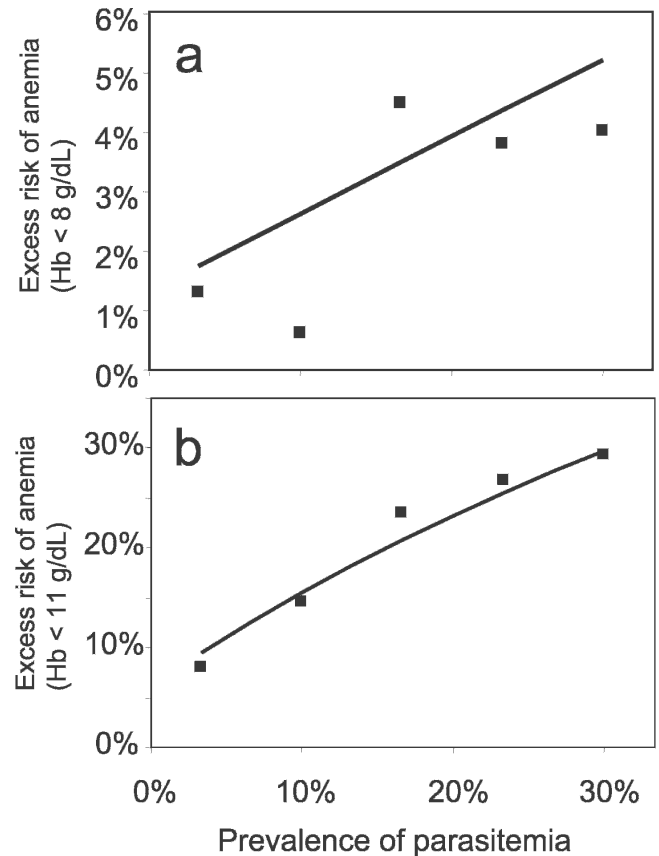 a
6%
5%
4%
3%
2%
1%
0%
Excess risk of anemia
(Hb < 8 g/dL)
b
30%
20%
10%
0%
Excess risk of anemia
(Hb < 11 g/dL)
0% 10% 20% 30%
Prevalence of parasitemia